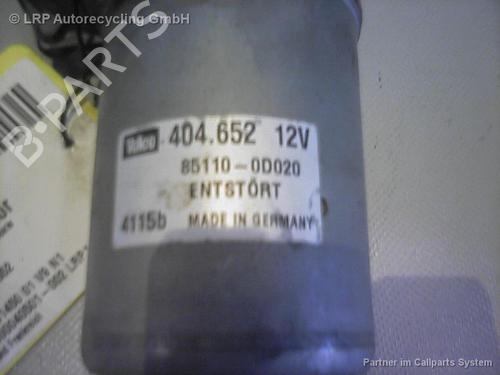 LRP Autorecycling GmbH
B-PARTS
Valeo 404.652 12V
85110-0D020
ENTSTÖRT
4115b MADE IN GERMANY
Partner im Callparts System